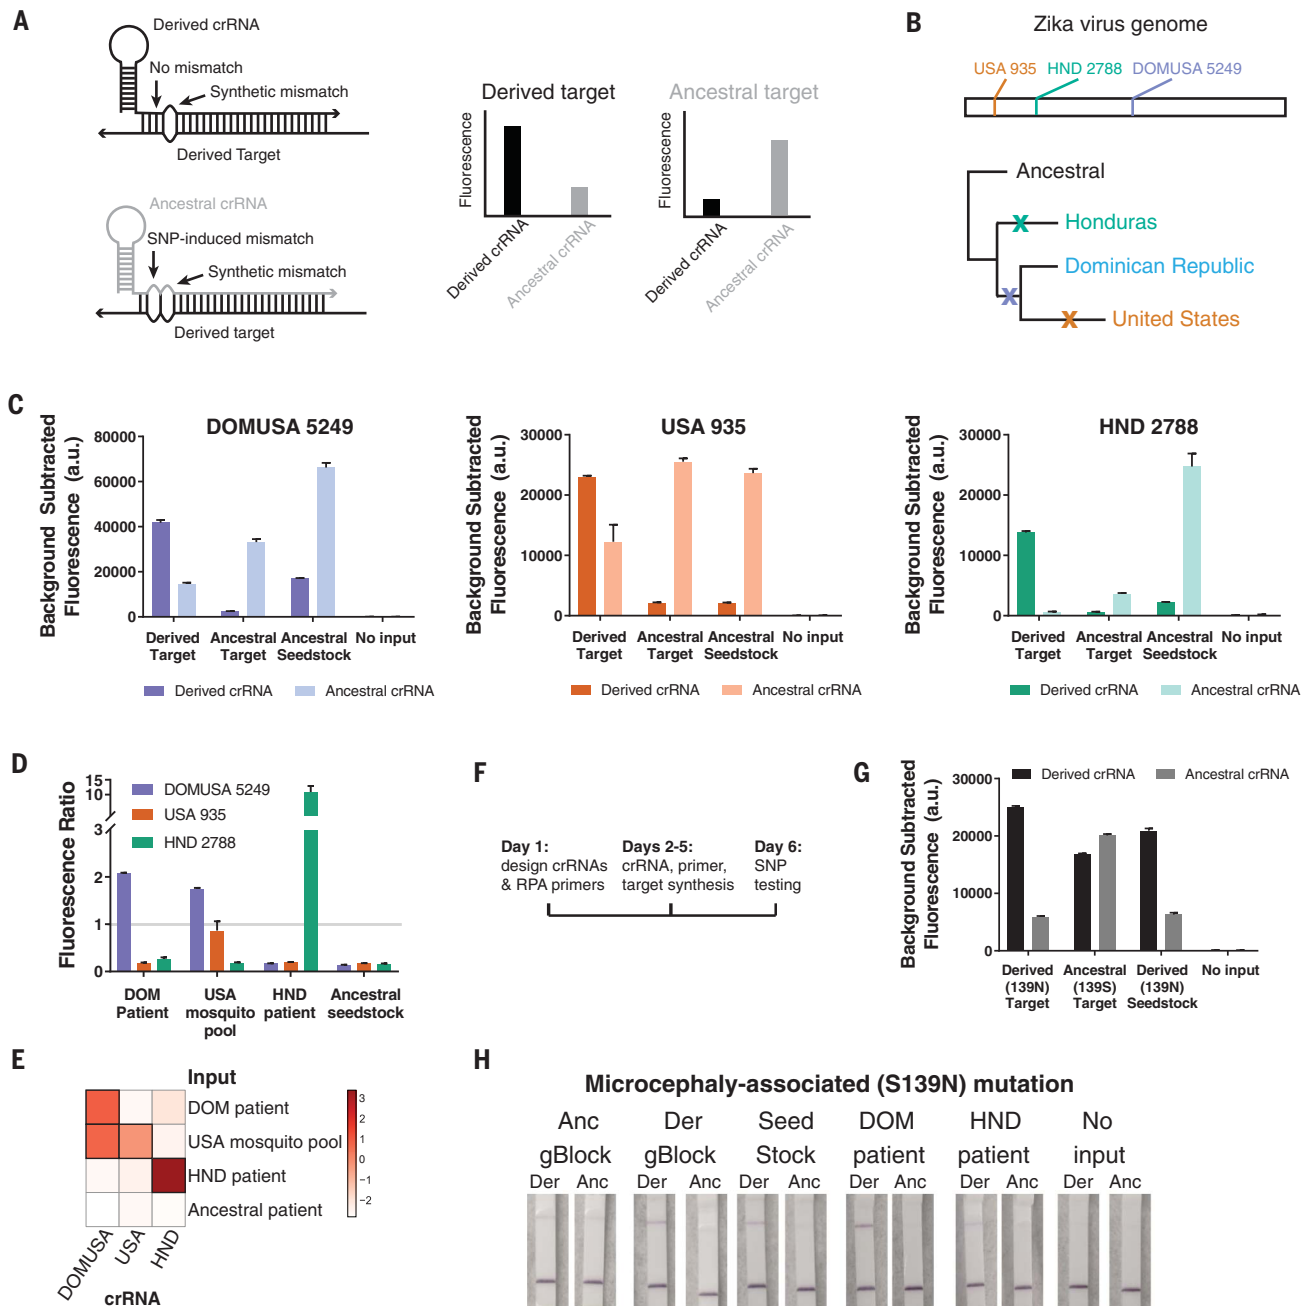 A
Derived crRNA
No mismatch
Synthetic mismatch
Derived Target
Ancestral crRNA
SNP-induced mismatch
Synthetic mismatch
Derived target
Derived target
Fluorescence
Derived crRNA
Ancestral crRNA
Ancestral target
Fluorescence
Derived crRNA
Ancestral crRNA
B
Zika virus genome
USA 935 HND 2788 DOMUSA 5249
Ancestral
X Honduras
Dominican Republic
X
X United States
C
DOMUSA 5249
Background Subtracted
Fluorescence (a.u.)
80000
60000
40000
20000
0
Derived Target
Ancestral Target
Ancestral Seedstock
No input
Derived crRNA Ancestral crRNA
USA 935
Background Subtracted
Fluorescence (a.u.)
30000
20000
10000
0
Derived Target
Ancestral Target
Ancestral Seedstock
No input
Derived crRNA Ancestral crRNA
HND 2788
Background Subtracted
Fluorescence (a.u.)
30000
20000
10000
0
Derived Target
Ancestral Target
Ancestral Seedstock
No input
Derived crRNA Ancestral crRNA
D
Fluorescence Ratio
15
10
3
2
1
0
DOMUSA 5249
USA 935
HND 2788
DOM Patient
USA mosquito pool
HND patient
Ancestral seedstock
E
Input
DOM patient
USA mosquito pool
HND patient
Ancestral patient
DOMUSA
USA
HND
crRNA
3
2
1
0
−1
−2
F
Day 1:
design crRNAs
& RPA primers
Days 2-5:
crRNA, primer,
target synthesis
Day 6:
SNP
testing
G
Background Subtracted
Fluorescence (a.u.)
30000
20000
10000
0
Derived crRNA Ancestral crRNA
Derived (139N) Target
Ancestral (139S) Target
Derived (139N) Seedstock
No input
H
Microcephaly-associated (S139N) mutation
Anc Der Seed DOM HND No
gBlock gBlock Stock patient patient input
Der Anc Der Anc Der Anc Der Anc Der Anc Der Anc